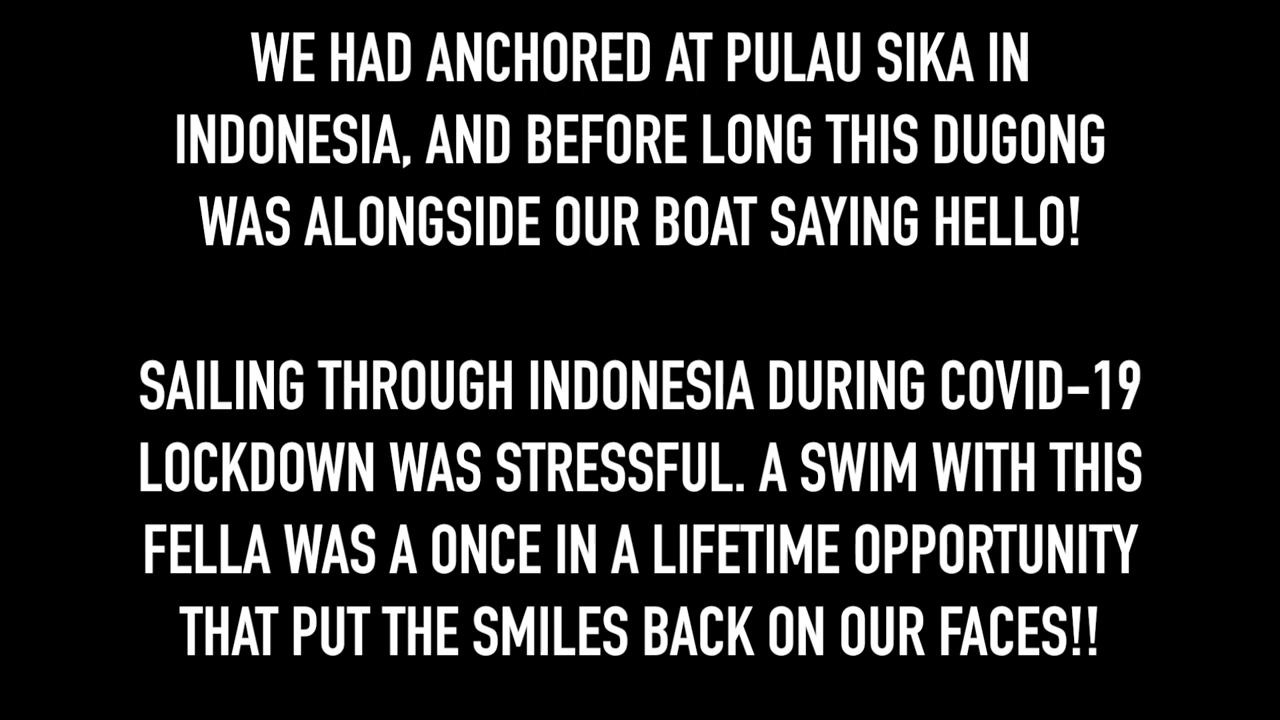 WE HAD ANCHORED AT PULAU SIKA IN
INDONESIA, AND BEFORE LONG THIS DUGONG
WAS ALONGSIDE OUR BOAT SAYING HELLO!
SAILING THROUGH INDONESIA DURING COVID-19
LOCKDOWN WAS STRESSFUL. A SWIM WITH THIS
FELLA WAS A ONCE IN A LIFETIME OPPORTUNITY
THAT PUT THE SMILES BACK ON OUR FACES!!